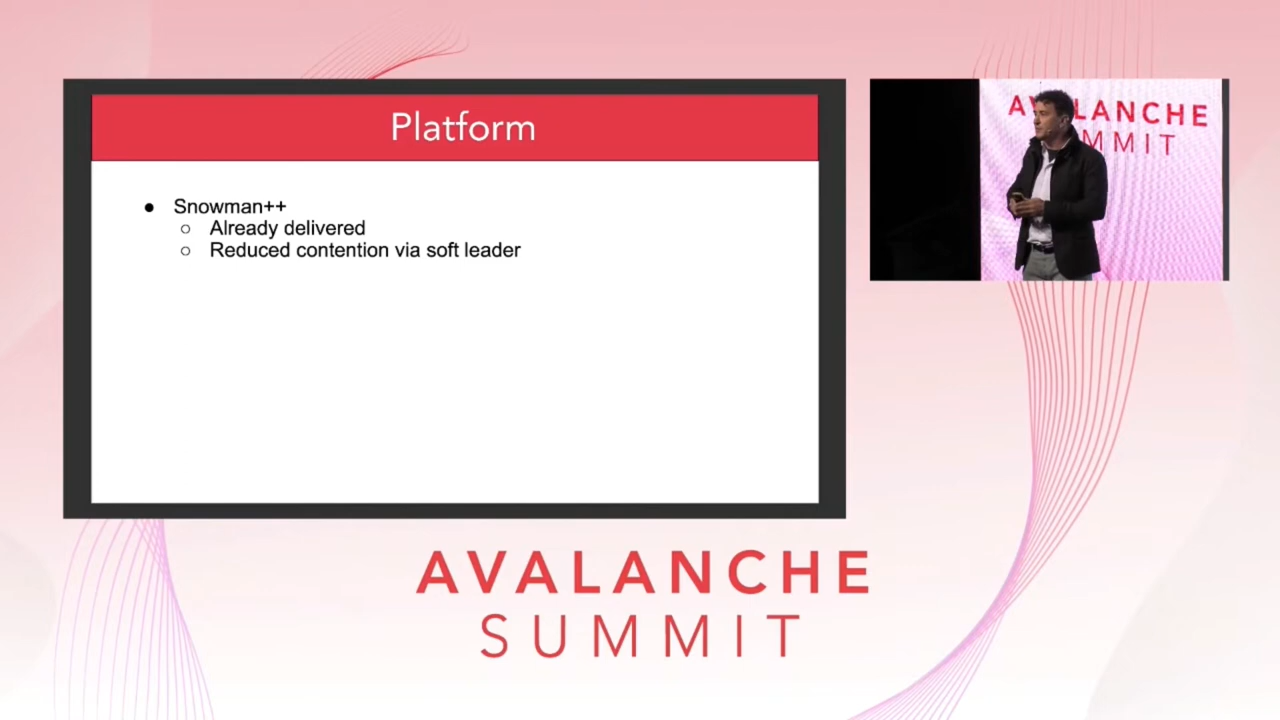 Platform
● Snowman++
○ Already delivered
○ Reduced contention via soft leader
AVALANCHE
SUMMIT
AVALANCHE
SUMMIT